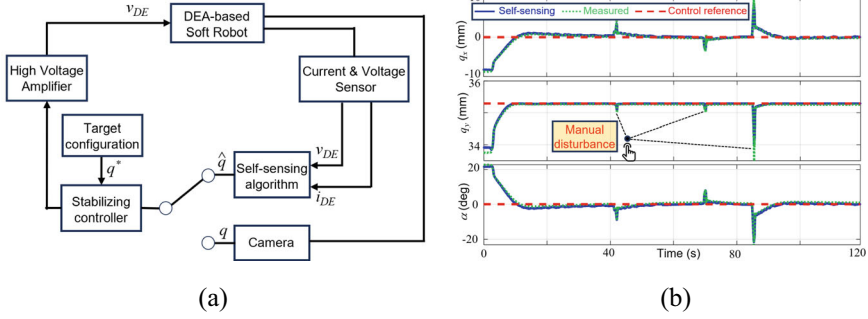 v_DE
DEA-based
Soft Robot
High Voltage
Amplifier
Current & Voltage
Sensor
Target
configuration
q*
v_DE
q̂
Self-sensing
algorithm
i_DE
Stabilizing
controller
q
Camera
(a)
Self-sensing
Measured
Control reference
q_x (mm)
0
-10
36
q_y (mm)
34
Manual
disturbance
20
α (deg)
0
-20
0
40
Time (s)
80
120
(b)